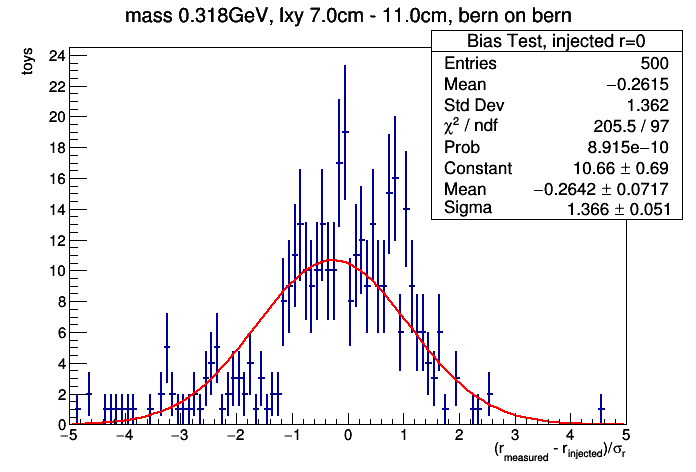 mass 0.318GeV, lxy 7.0cm - 11.0cm, bern on bern
Bias Test, injected r=0
Entries 500
Mean −0.2615
Std Dev 1.362
χ² / ndf 205.5 / 97
Prob 8.915e−10
Constant 10.66 ± 0.69
Mean −0.2642 ± 0.0717
Sigma 1.366 ± 0.051
toys
24
22
20
18
16
14
12
10
8
6
4
2
0
−5 −4 −3 −2 −1 0 1 2 3 4 5
(r_measured - r_injected)/σ_r